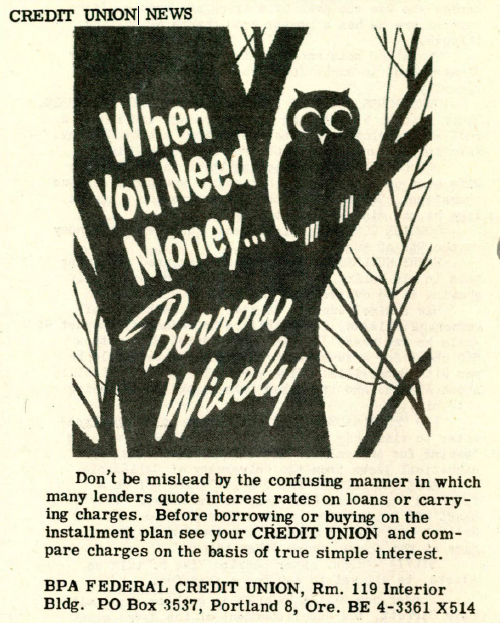 CREDIT UNION NEWS
When
You Need
Money...
Borrow
Wisely
Don't be mislead by the confusing manner in which
many lenders quote interest rates on loans or carry-
ing charges. Before borrowing or buying on the
installment plan see your CREDIT UNION and com-
pare charges on the basis of true simple interest.
BPA FEDERAL CREDIT UNION, Rm. 119 Interior
Bldg. PO Box 3537, Portland 8, Ore. BE 4-3361 X514